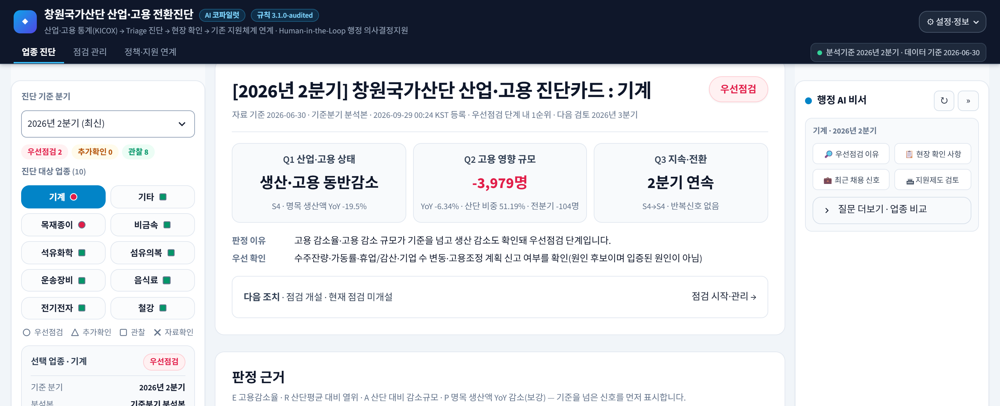 창원국가산단 산업·고용 전환진단 AI 코파일럿 규칙 3.1.0-audited
산업·고용 통계(KICOX) → Triage 진단 → 현장 확인 → 기존 지원체계 연계 · Human-in-the-Loop 행정 의사결정지원
⚙ 설정·정보
업종 진단 점검 관리 정책·지원 연계
분석기준 2026년 2분기 · 데이터 기준 2026-06-30
진단 기준 분기
2026년 2분기 (최신)
우선점검 2 추가확인 0 관찰 8
진단 대상 업종 (10)
기계 기타
목재종이 비금속
석유화학 섬유의복
운송장비 음식료
전기전자 철강
우선점검 추가확인 관찰 자료확인
선택 업종 · 기계 우선점검
기준 분기 2026년 2분기
분석본 기준분기 분석본
[2026년 2분기] 창원국가산단 산업·고용 진단카드 : 기계
우선점검
자료 기준 2026-06-30 · 기준분기 분석본 · 2026-09-29 00:24 KST 등록 · 우선점검 단계 내 1순위 · 다음 검토 2026년 3분기
Q1 산업·고용 상태
생산·고용 동반감소
S4 · 명목 생산액 YoY -19.5%
Q2 고용 영향 규모
-3,979명
YoY -6.34% · 산단 비중 51.19% · 전분기 -104명
Q3 지속·전환
2분기 연속
S4→S4 · 반복신호 없음
판정 이유 고용 감소율·고용 감소 규모가 기준을 넘고 생산 감소도 확인돼 우선점검 단계입니다.
우선 확인 수주잔량·가동률·휴업/감산·기업 수 변동·고용조정 계획 신고 여부를 확인(원인 후보이며 입증된 원인이 아님)
다음 조치 · 점검 개설 · 현재 점검 미개설
점검 시작·관리 →
판정 근거
E 고용감소율 · R 산단평균 대비 열위 · A 산단 대비 감소규모 · P 명목 생산액 YoY 감소(보강) — 기준을 넘은 신호를 먼저 표시합니다.
행정 AI 비서 ↻ »
기계 · 2026년 2분기
🔎 우선점검 이유 📋 현장 확인 사항
💼 최근 채용 신호 🏛 지원제도 검토
질문 더보기 · 업종 비교